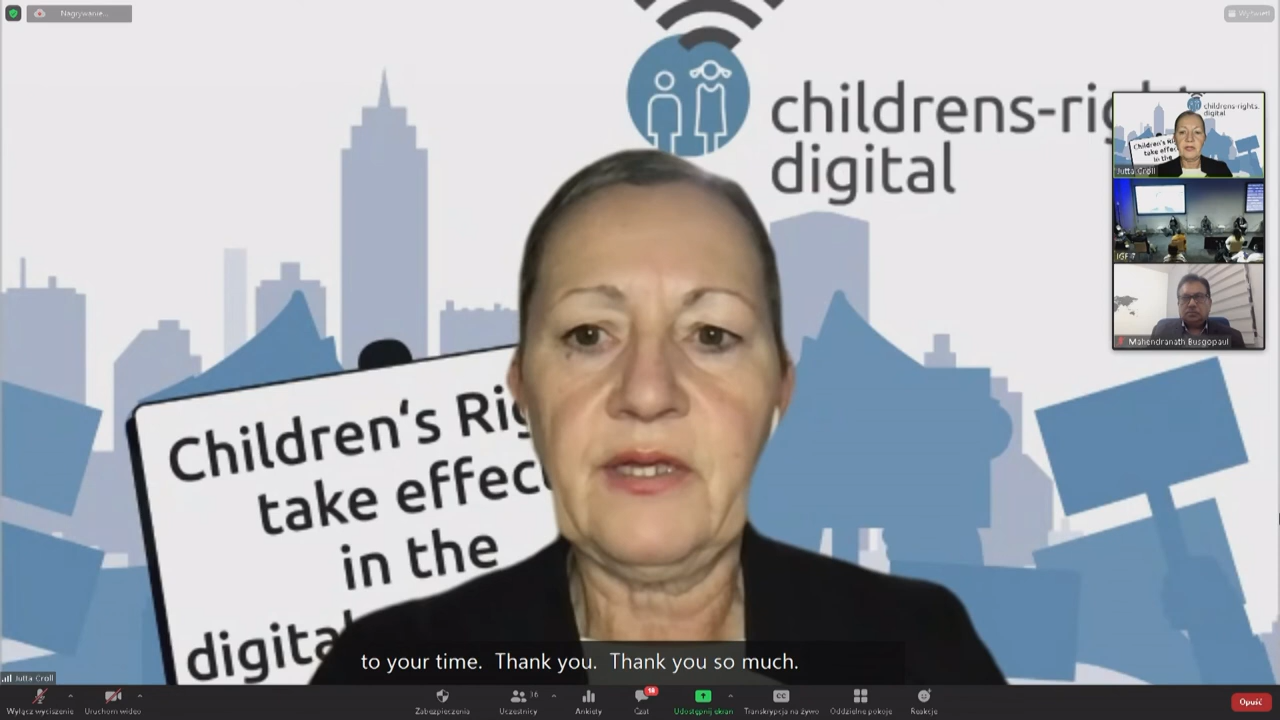 Nagrywanie...
Wyświetl
childrens-rig
digital
childrens-rights.
digital
Jutta Croll
IGF 7
Mahendranath Busgopaul
Children‘s Rig
take effec
in the
digital
to your time. Thank you. Thank you so much.
Jutta Croll
16
18
CC
Wyłącz wyciszenie
Uruchom wideo
Zabezpieczenia
Uczestnicy
Ankiety
Czat
Udostępnij ekran
Transkrypcja na żywo
Oddzielne pokoje
Reakcje
Opuść